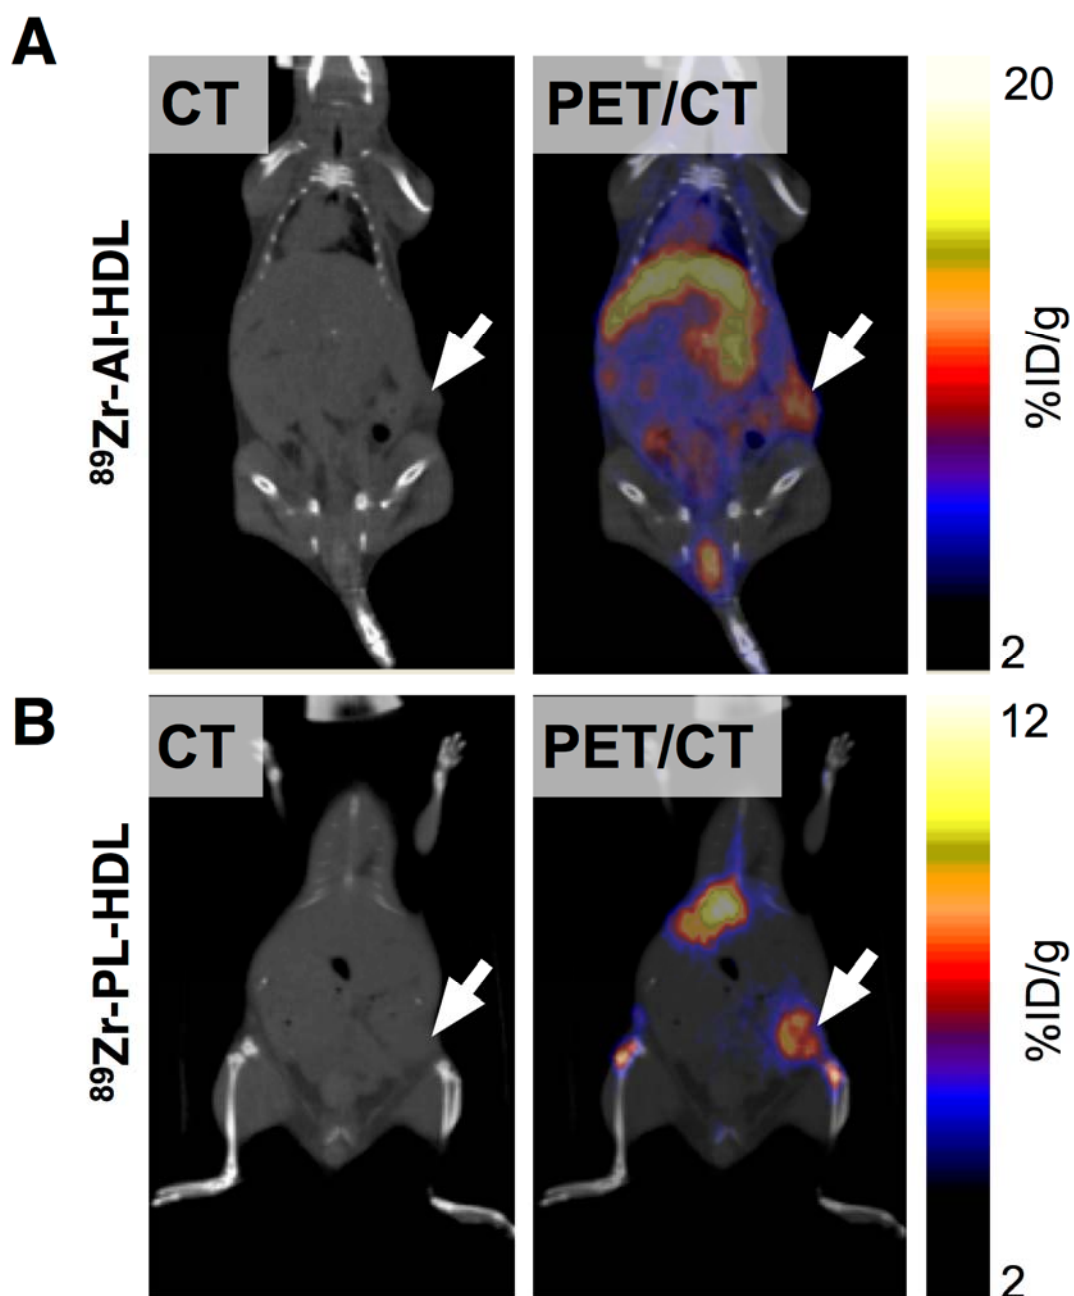 A
CT
PET/CT
20
⁸⁹Zr-AI-HDL
%ID/g
2
B
CT
PET/CT
12
⁸⁹Zr-PL-HDL
%ID/g
2